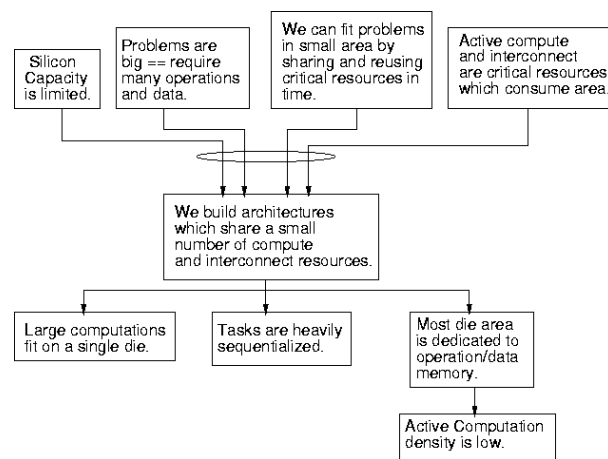 Silicon
Capacity
is limited.
Problems are
big == require
many operations
and data.
We can fit problems
in small area by
sharing and reusing
critical resources in
time.
Active compute
and interconnect
are critical resources
which consume area.
We build architectures
which share a small
number of compute
and interconnect resources.
Large computations
fit on a single die.
Tasks are heavily
sequentialized.
Most die area
is dedicated to
operation/data
memory.
Active Computation
density is low.